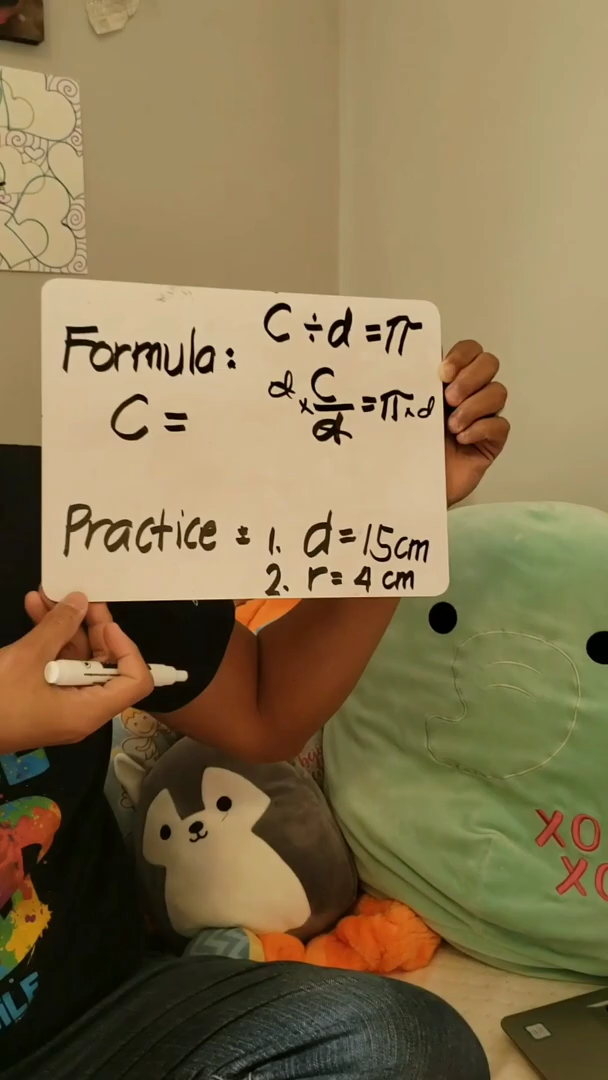 Formula:
C =
C ÷ d = π
d × C/d = π × d
Practice :
1. d = 15cm
2. r = 4 cm
XO
XO